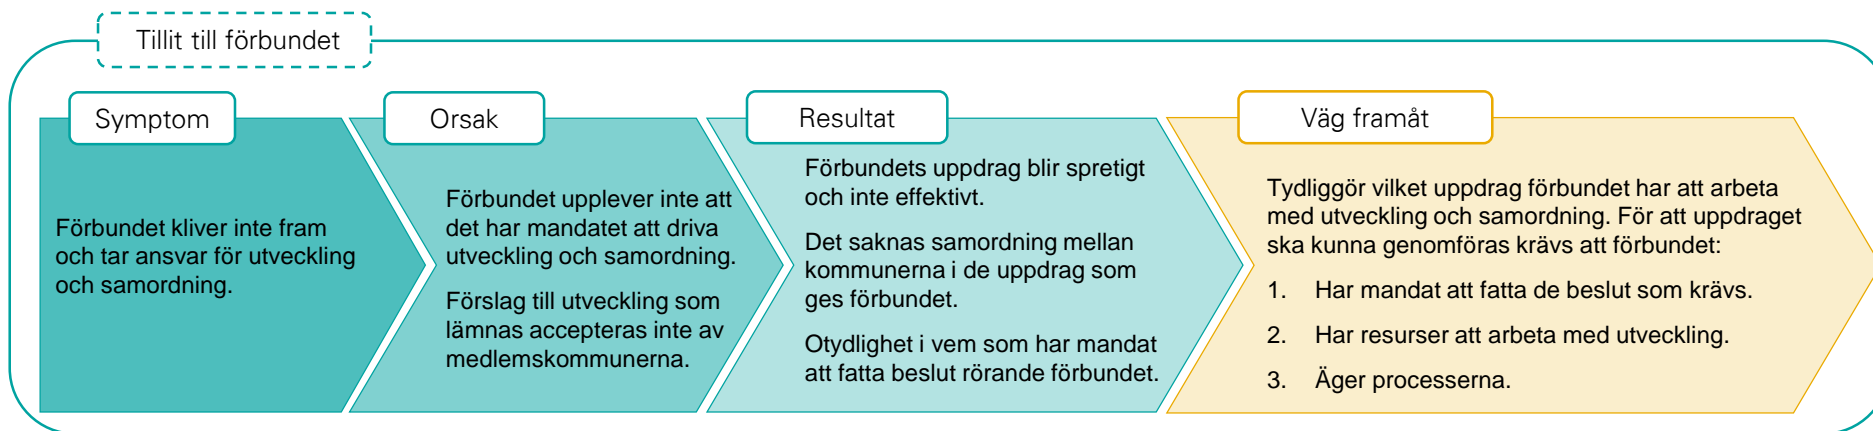 Tillit till förbundet
Symptom
Förbundet kliver inte fram
och tar ansvar för utveckling
och samordning.
Orsak
Förbundet upplever inte att
det har mandatet att driva
utveckling och samordning.
Förslag till utveckling som
lämnas accepteras inte av
medlemskommunerna.
Resultat
Förbundets uppdrag blir spretigt
och inte effektivt.
Det saknas samordning mellan
kommunerna i de uppdrag som
ges förbundet.
Otydlighet i vem som har mandat
att fatta beslut rörande förbundet.
Väg framåt
Tydliggör vilket uppdrag förbundet har att arbeta
med utveckling och samordning. För att uppdraget
ska kunna genomföras krävs att förbundet:
1. Har mandat att fatta de beslut som krävs.
2. Har resurser att arbeta med utveckling.
3. Äger processerna.